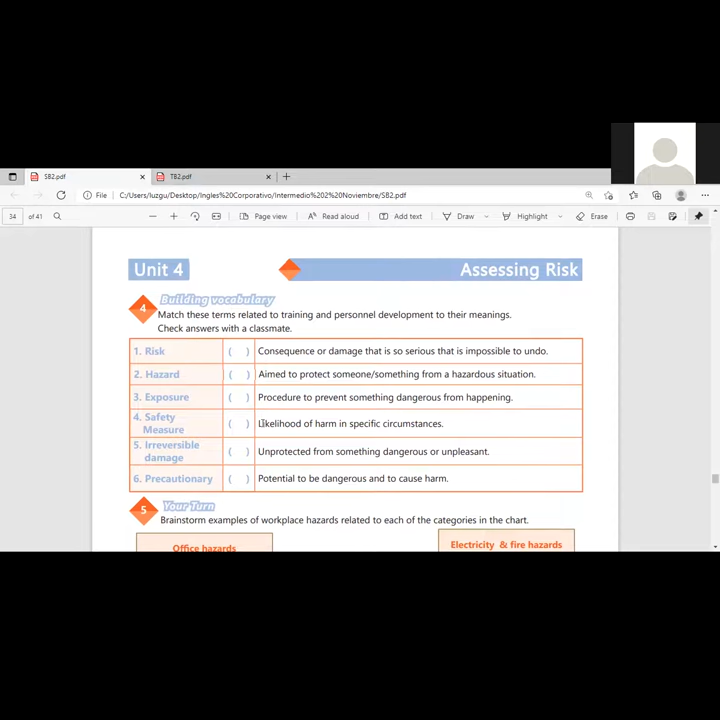 SB2.pdf
TB2.pdf
File
C:/Users/luzgu/Desktop/Ingles%20Corporativo/Intermedio%202%20Noviembre/SB2.pdf
34 of 41
Page view
Read aloud
Add text
Draw
Highlight
Erase
Unit 4
Assessing Risk
4
Building vocabulary
Match these terms related to training and personnel development to their meanings.
Check answers with a classmate.
1. Risk ( ) Consequence or damage that is so serious that is impossible to undo.
2. Hazard ( ) Aimed to protect someone/something from a hazardous situation.
3. Exposure ( ) Procedure to prevent something dangerous from happening.
4. Safety
Measure ( ) Likelihood of harm in specific circumstances.
5. Irreversible
damage ( ) Unprotected from something dangerous or unpleasant.
6. Precautionary ( ) Potential to be dangerous and to cause harm.
5
Your Turn
Brainstorm examples of workplace hazards related to each of the categories in the chart.
Office hazards
Electricity & fire hazards